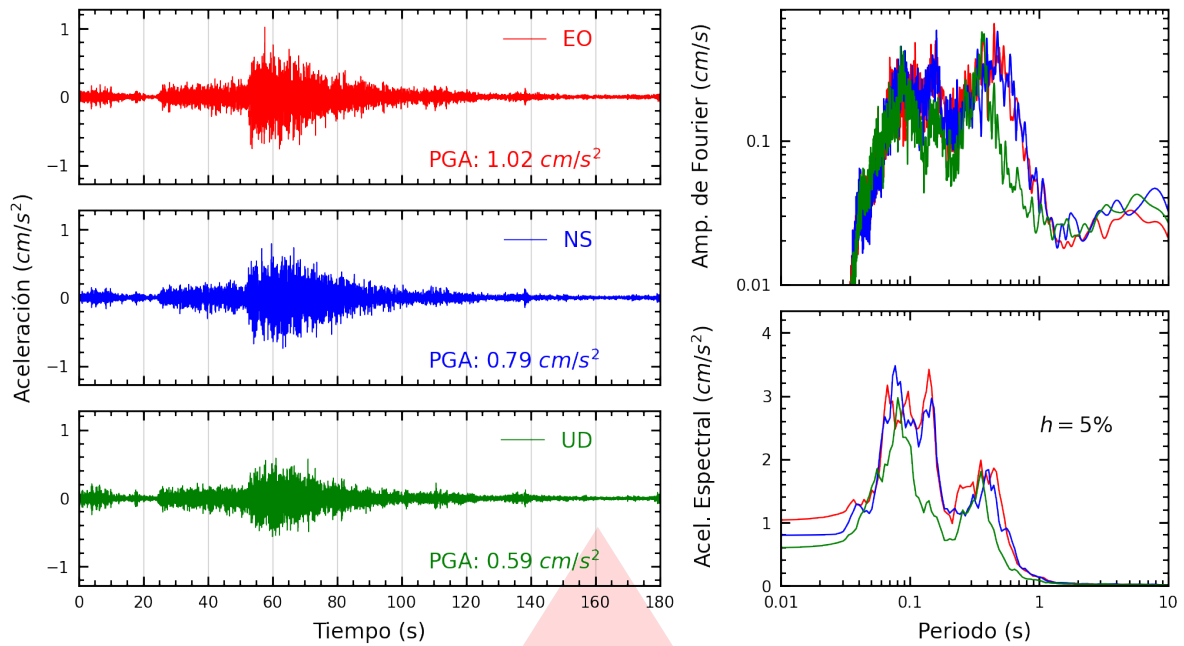 Aceleración (cm/s²)
1
0
−1
EO
PGA: 1.02 cm/s²
1
0
−1
NS
PGA: 0.79 cm/s²
1
0
−1
UD
PGA: 0.59 cm/s²
0 20 40 60 80 100 120 140 160 180
Tiempo (s)
Amp. de Fourier (cm/s)
0.1
0.01
Acel. Espectral (cm/s²)
4
3
2
1
0
h = 5%
0.01 0.1 1 10
Periodo (s)